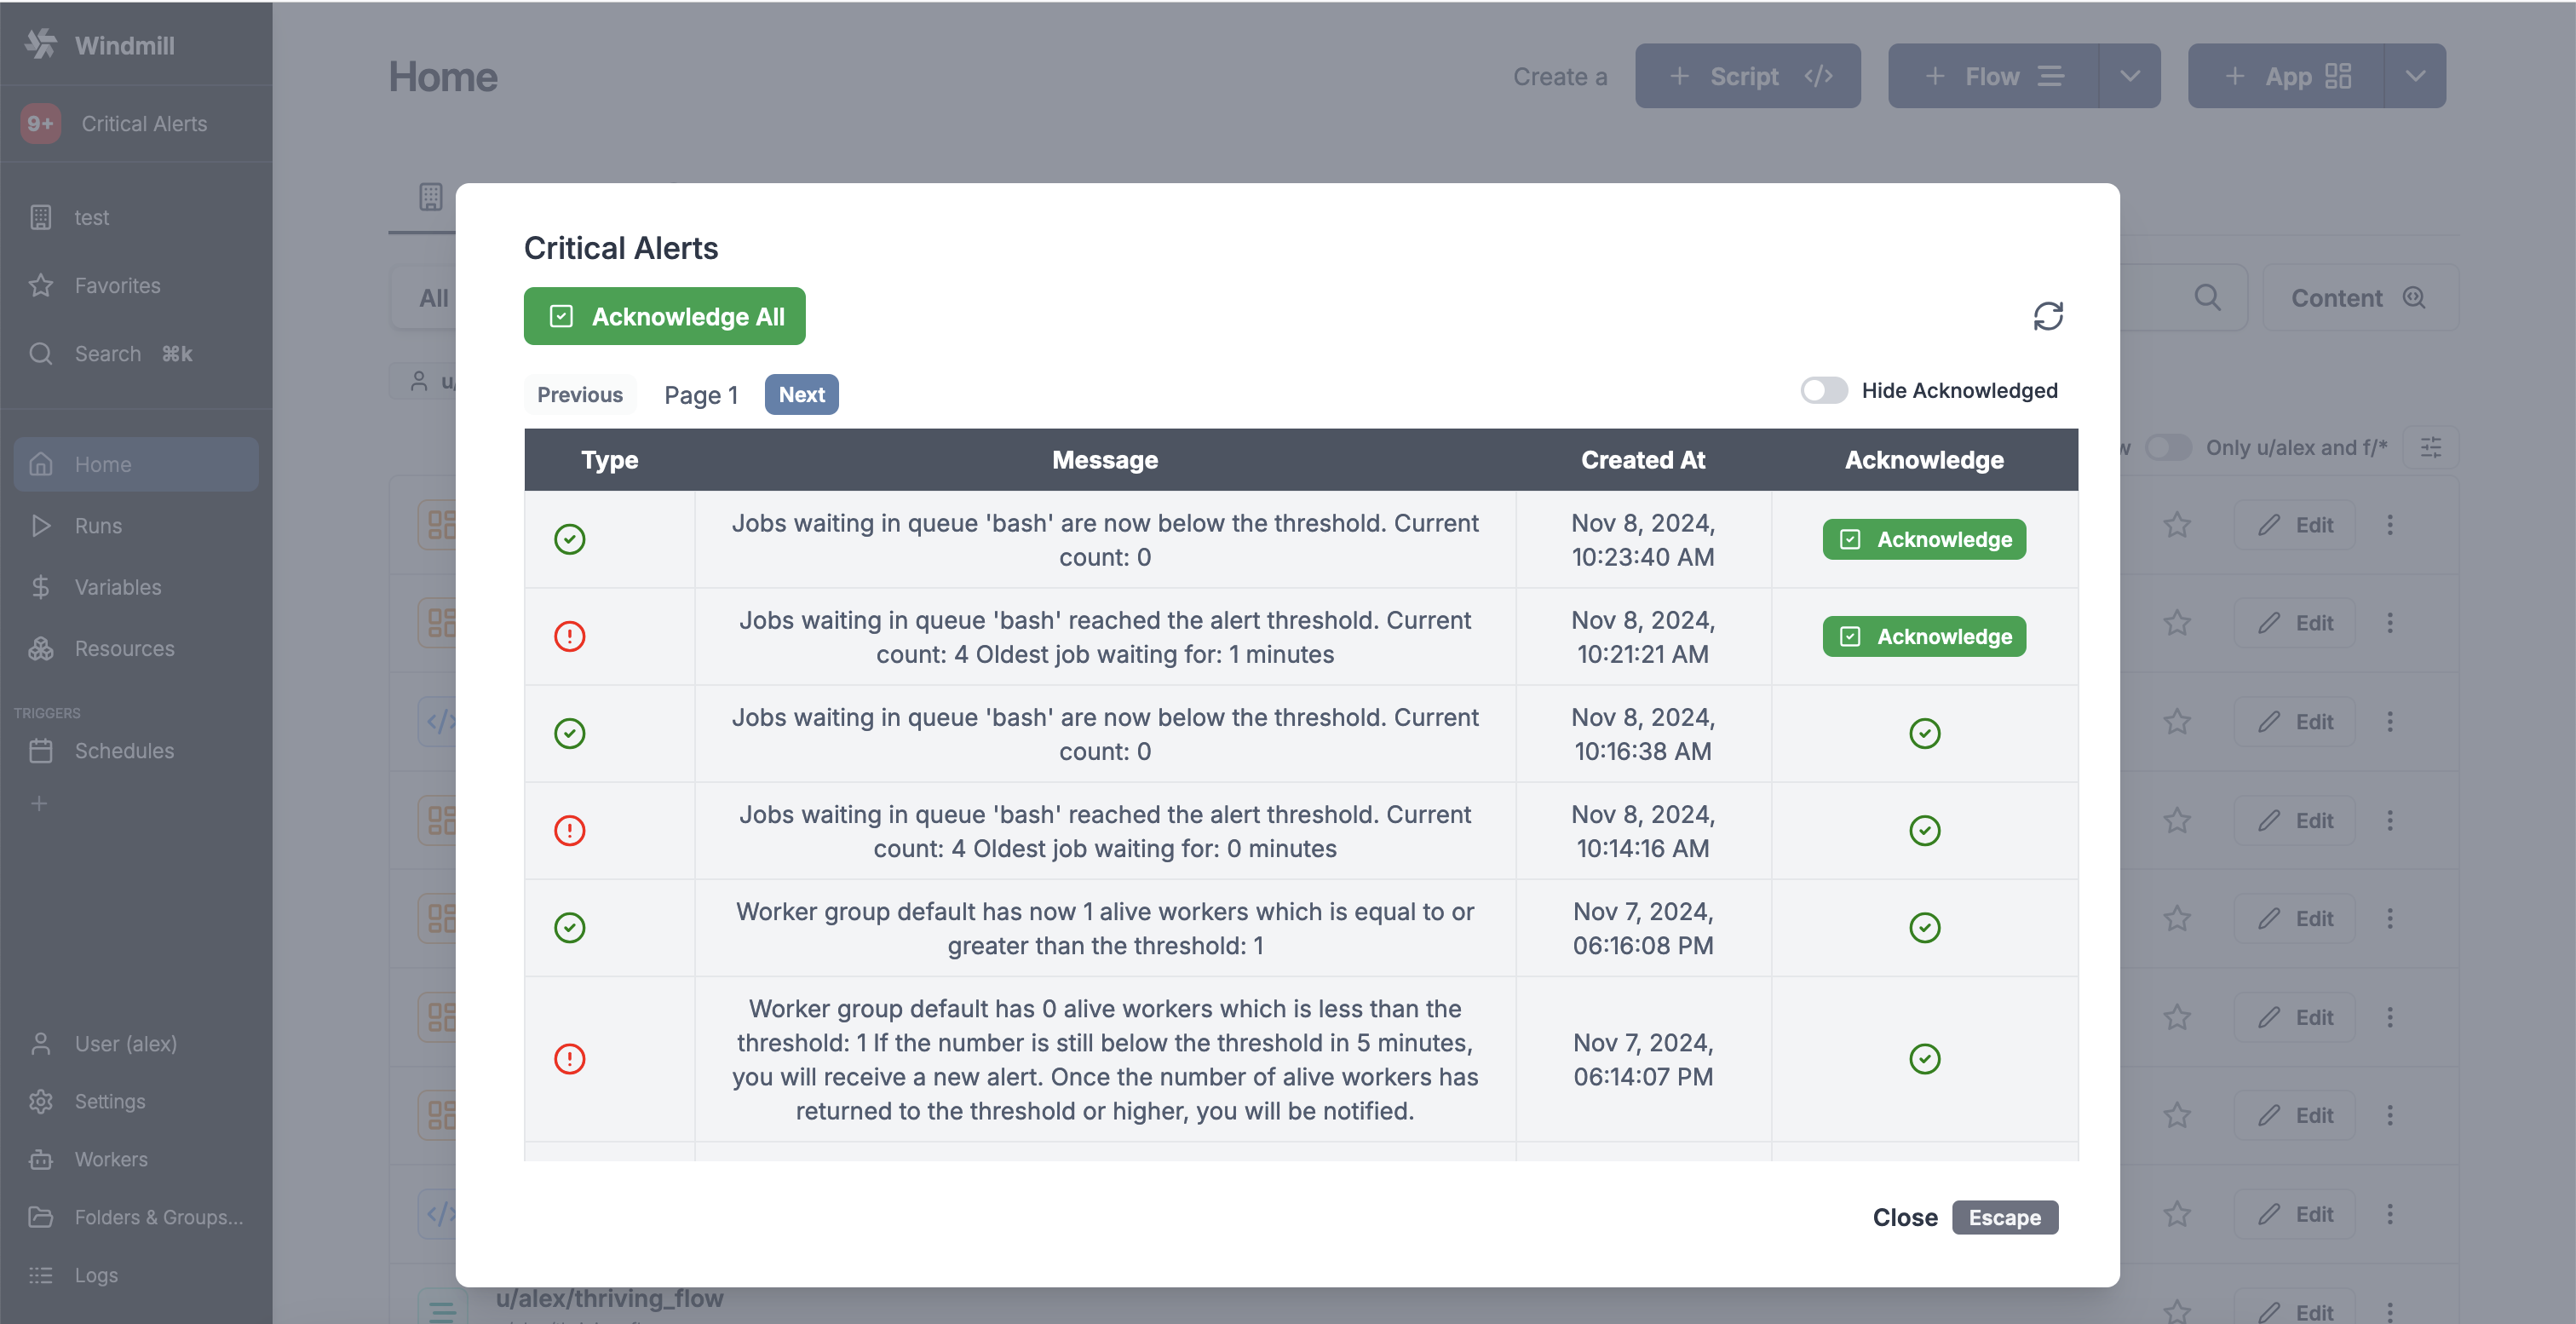 Windmill
9+ Critical Alerts
test
Favorites
Search ⌘k
Home
Runs
Variables
Resources
TRIGGERS
Schedules
User (alex)
Settings
Workers
Folders & Groups...
Logs
Home
Create a
+ Script
+ Flow
+ App
All
Content
u/
Only u/alex and f/*
Edit
Edit
Edit
Edit
Edit
Edit
Edit
Edit
Edit
u/alex/thriving_flow
Critical Alerts
Acknowledge All
Previous Page 1 Next
Hide Acknowledged
Type Message Created At Acknowledge
Jobs waiting in queue 'bash' are now below the threshold. Current
count: 0
Nov 8, 2024,
10:23:40 AM
Acknowledge
Jobs waiting in queue 'bash' reached the alert threshold. Current
count: 4 Oldest job waiting for: 1 minutes
Nov 8, 2024,
10:21:21 AM
Acknowledge
Jobs waiting in queue 'bash' are now below the threshold. Current
count: 0
Nov 8, 2024,
10:16:38 AM
Jobs waiting in queue 'bash' reached the alert threshold. Current
count: 4 Oldest job waiting for: 0 minutes
Nov 8, 2024,
10:14:16 AM
Worker group default has now 1 alive workers which is equal to or
greater than the threshold: 1
Nov 7, 2024,
06:16:08 PM
Worker group default has 0 alive workers which is less than the
threshold: 1 If the number is still below the threshold in 5 minutes,
you will receive a new alert. Once the number of alive workers has
returned to the threshold or higher, you will be notified.
Nov 7, 2024,
06:14:07 PM
Close Escape